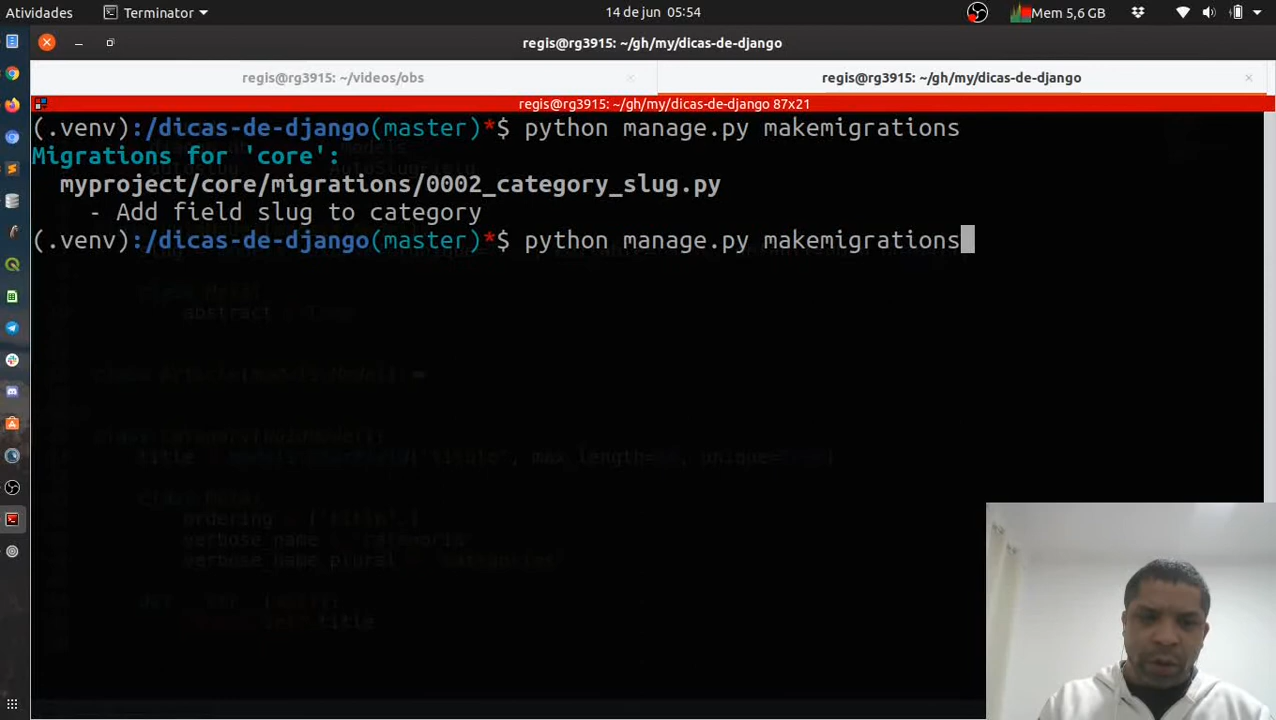 Atividades
Terminator
14 de jun 05:54
Mem 5,6 GB
regis@rg3915: ~/gh/my/dicas-de-django
regis@rg3915: ~/videos/obs
regis@rg3915: ~/gh/my/dicas-de-django
regis@rg3915: ~/gh/my/dicas-de-django 87x21
(.venv):/dicas-de-django(master)*$ python manage.py makemigrations
Migrations for 'core':
myproject/core/migrations/0002_category_slug.py
- Add field slug to category
(.venv):/dicas-de-django(master)*$ python manage.py makemigrations